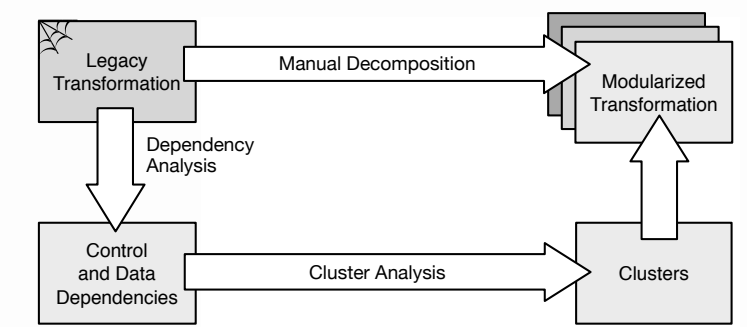 Legacy
Transformation
Manual Decomposition
Modularized
Transformation
Dependency
Analysis
Control
and Data
Dependencies
Cluster Analysis
Clusters